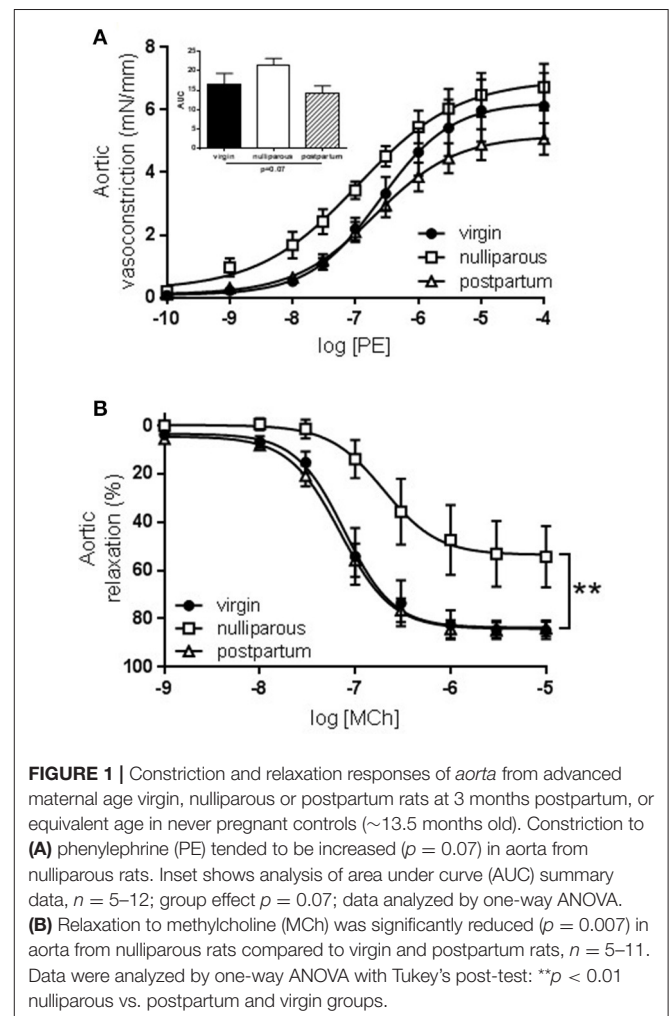 A
25
20
15
10
5
0
AUC
virgin nulliparous postpartum
p=0.07
8
6
4
2
0
Aortic
vasoconstriction (mN/mm)
virgin
nulliparous
postpartum
-10 -9 -8 -7 -6 -5 -4
log [PE]
B
0
20
40
60
80
100
Aortic
relaxation (%)
**
virgin
nulliparous
postpartum
-9 -8 -7 -6 -5
log [MCh]
FIGURE 1 | Constriction and relaxation responses of aorta from advanced
maternal age virgin, nulliparous or postpartum rats at 3 months postpartum, or
equivalent age in never pregnant controls (~13.5 months old). Constriction to
(A) phenylephrine (PE) tended to be increased (p = 0.07) in aorta from
nulliparous rats. Inset shows analysis of area under curve (AUC) summary
data, n = 5–12; group effect p = 0.07; data analyzed by one-way ANOVA.
(B) Relaxation to methylcholine (MCh) was significantly reduced (p = 0.007) in
aorta from nulliparous rats compared to virgin and postpartum rats, n = 5–11.
Data were analyzed by one-way ANOVA with Tukey's post-test: **p < 0.01
nulliparous vs. postpartum and virgin groups.